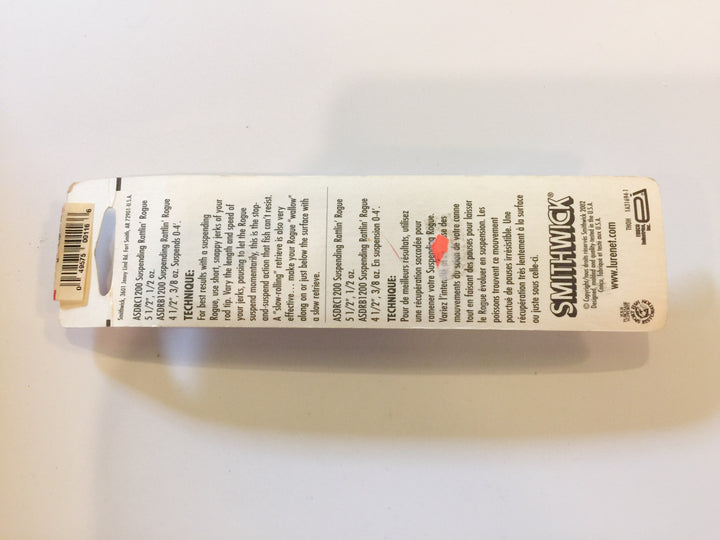 Smithwick, 3601 Jenny Lind Rd. Fort Smith, AR 72901-U.S.A.
ASDRC1200 Suspending Rattlin' Rogue
5 1/2", 1/2 oz.
ASDRB1200 Suspending Rattlin' Rogue
4 1/2", 3/8 oz. Suspends 0-4'.
TECHNIQUE:
For best results with a suspending
Rogue, use short, snappy jerks of your
rod tip. Vary the length and speed of
your jerks, pausing to let the Rogue
suspend momentarily; this is the stop-
and-suspend action that fish can't resist.
A "slow-rolling" retrieve is also very
effective... make your Rogue "wallow"
along on or just below the surface with
a slow retrieve.
ASDRC1200 Suspending Rattlin' Rogue
5 1/2", 1/2 oz.
ASDRB1200 Suspending Rattlin' Rogue
4 1/2", 3/8 oz. En suspension 0-4'.
TECHNIQUE:
Pour de meilleurs résultats, utilisez
une récupération saccadée pour
ramener votre Suspending Rogue.
Variez l'inten des
mouvements du de votre canne
tout en faisant des pauses pour laisser
le Rogue évoluer en suspension. Les
poissons trouvent ce mouvement
ponctué de pauses irrésistible. Une
récupération très lentement à la surface
ou juste sous celle-ci.
SMITHWICK®
© Copyright/tous droits réservés Smithwick 2002
Designed, molded and quality tested in the U.S.A.
www.lurenet.com